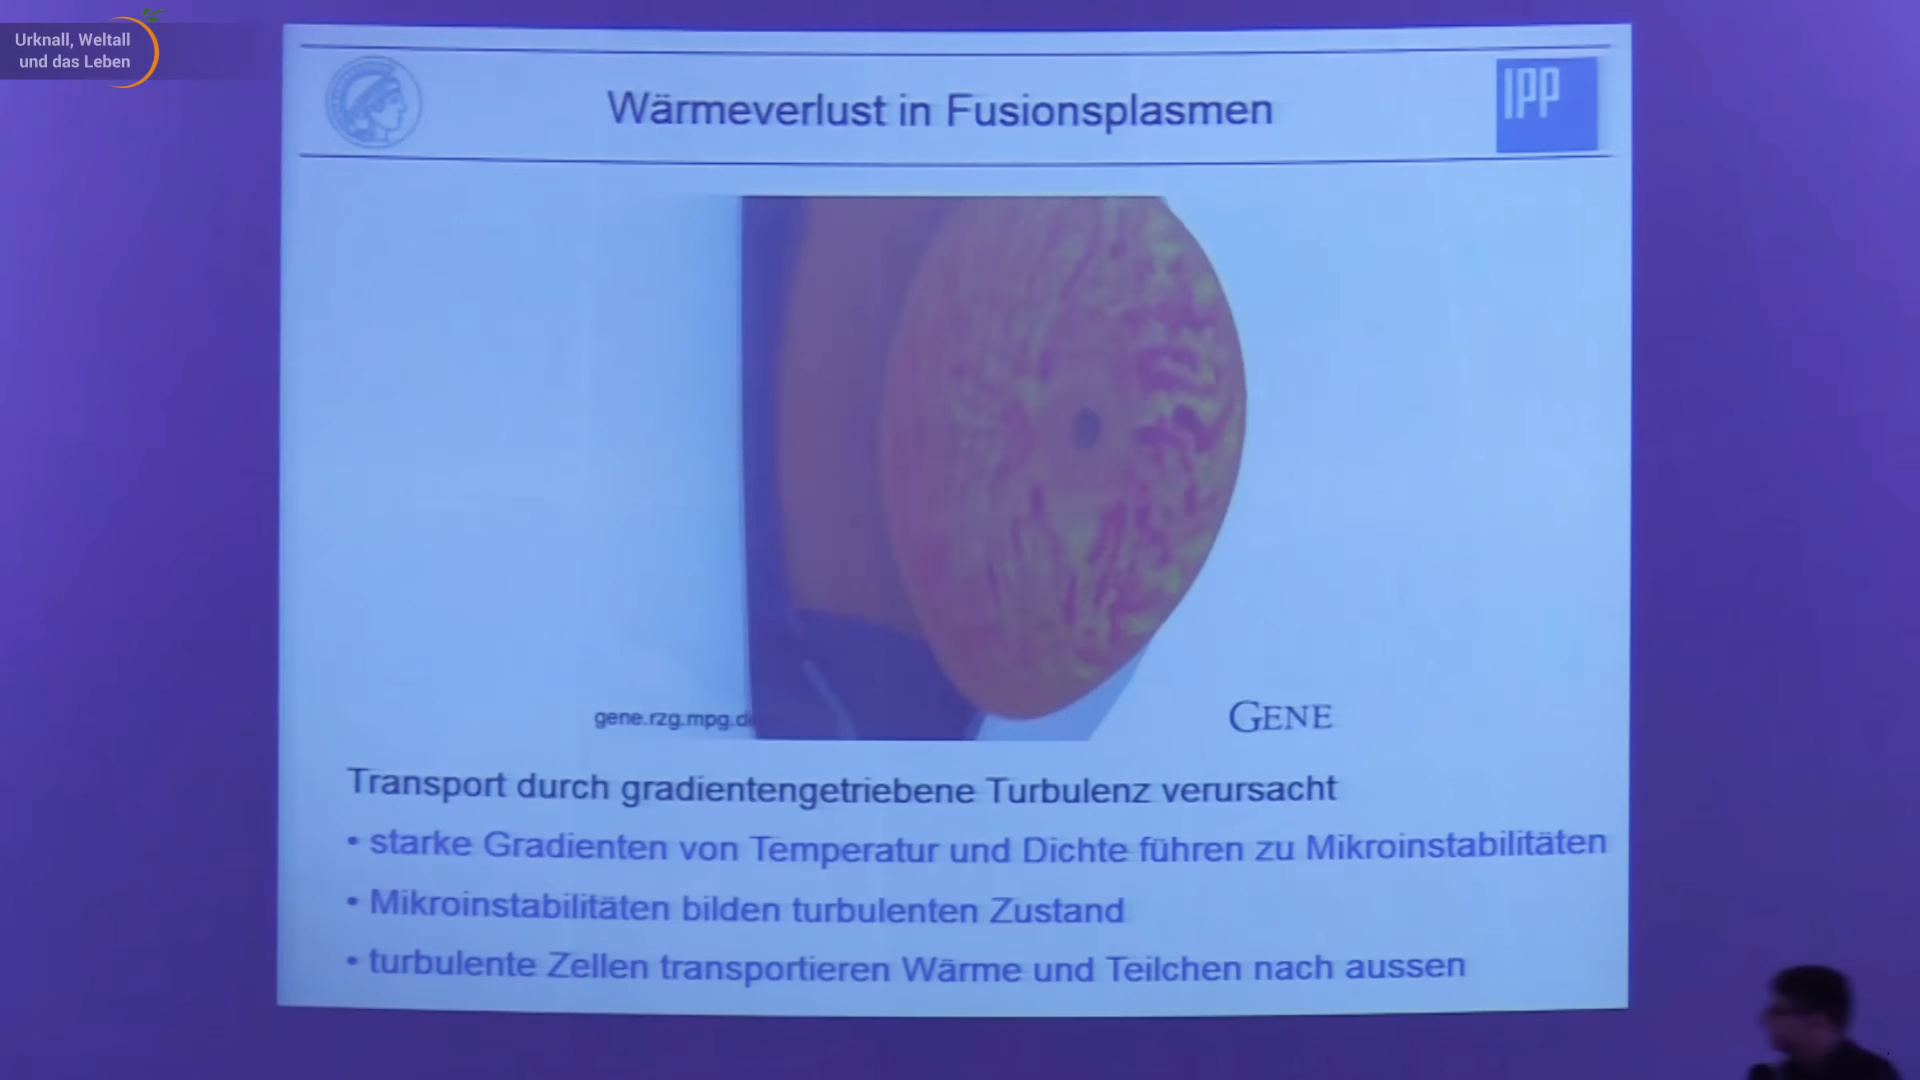 Urknall, Weltall
und das Leben
Wärmeverlust in Fusionsplasmen
IPP
gene.rzg.mpg.d
GENE
Transport durch gradientengetriebene Turbulenz verursacht
• starke Gradienten von Temperatur und Dichte führen zu Mikroinstabilitäten
• Mikroinstabilitäten bilden turbulenten Zustand
• turbulente Zellen transportieren Wärme und Teilchen nach aussen